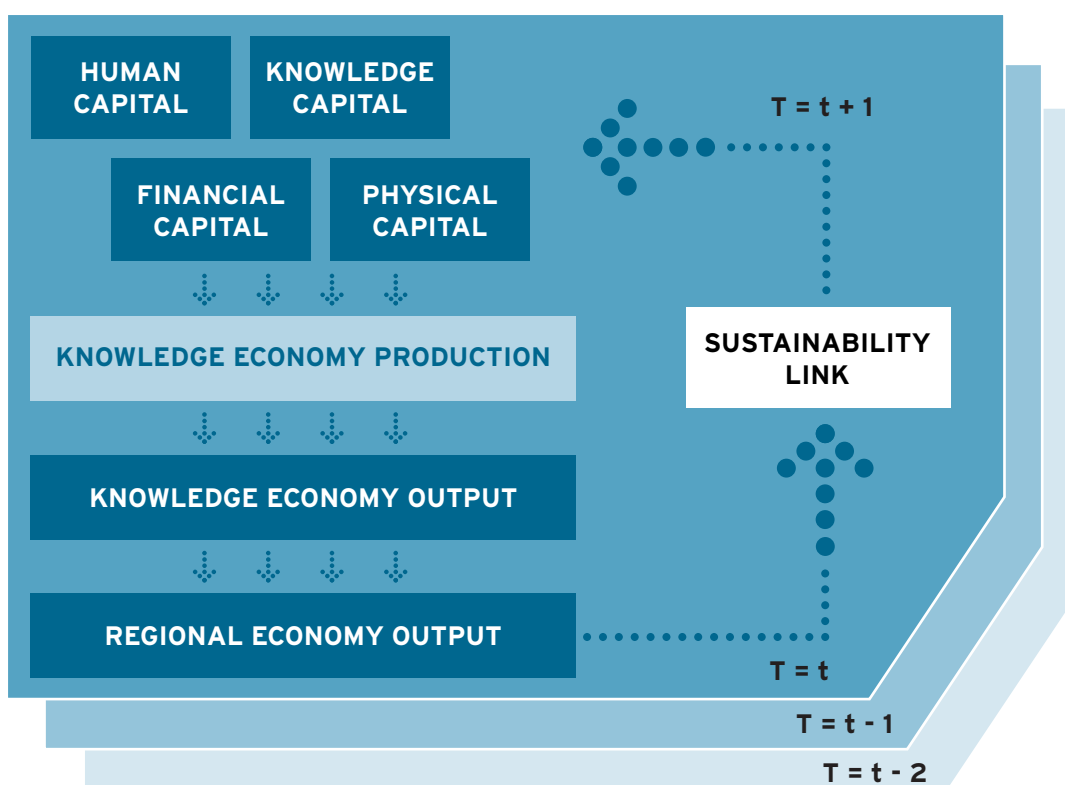 HUMAN
CAPITAL
KNOWLEDGE
CAPITAL
T = t + 1
FINANCIAL
CAPITAL
PHYSICAL
CAPITAL
KNOWLEDGE ECONOMY PRODUCTION
SUSTAINABILITY
LINK
KNOWLEDGE ECONOMY OUTPUT
REGIONAL ECONOMY OUTPUT
T = t
T = t - 1
T = t - 2